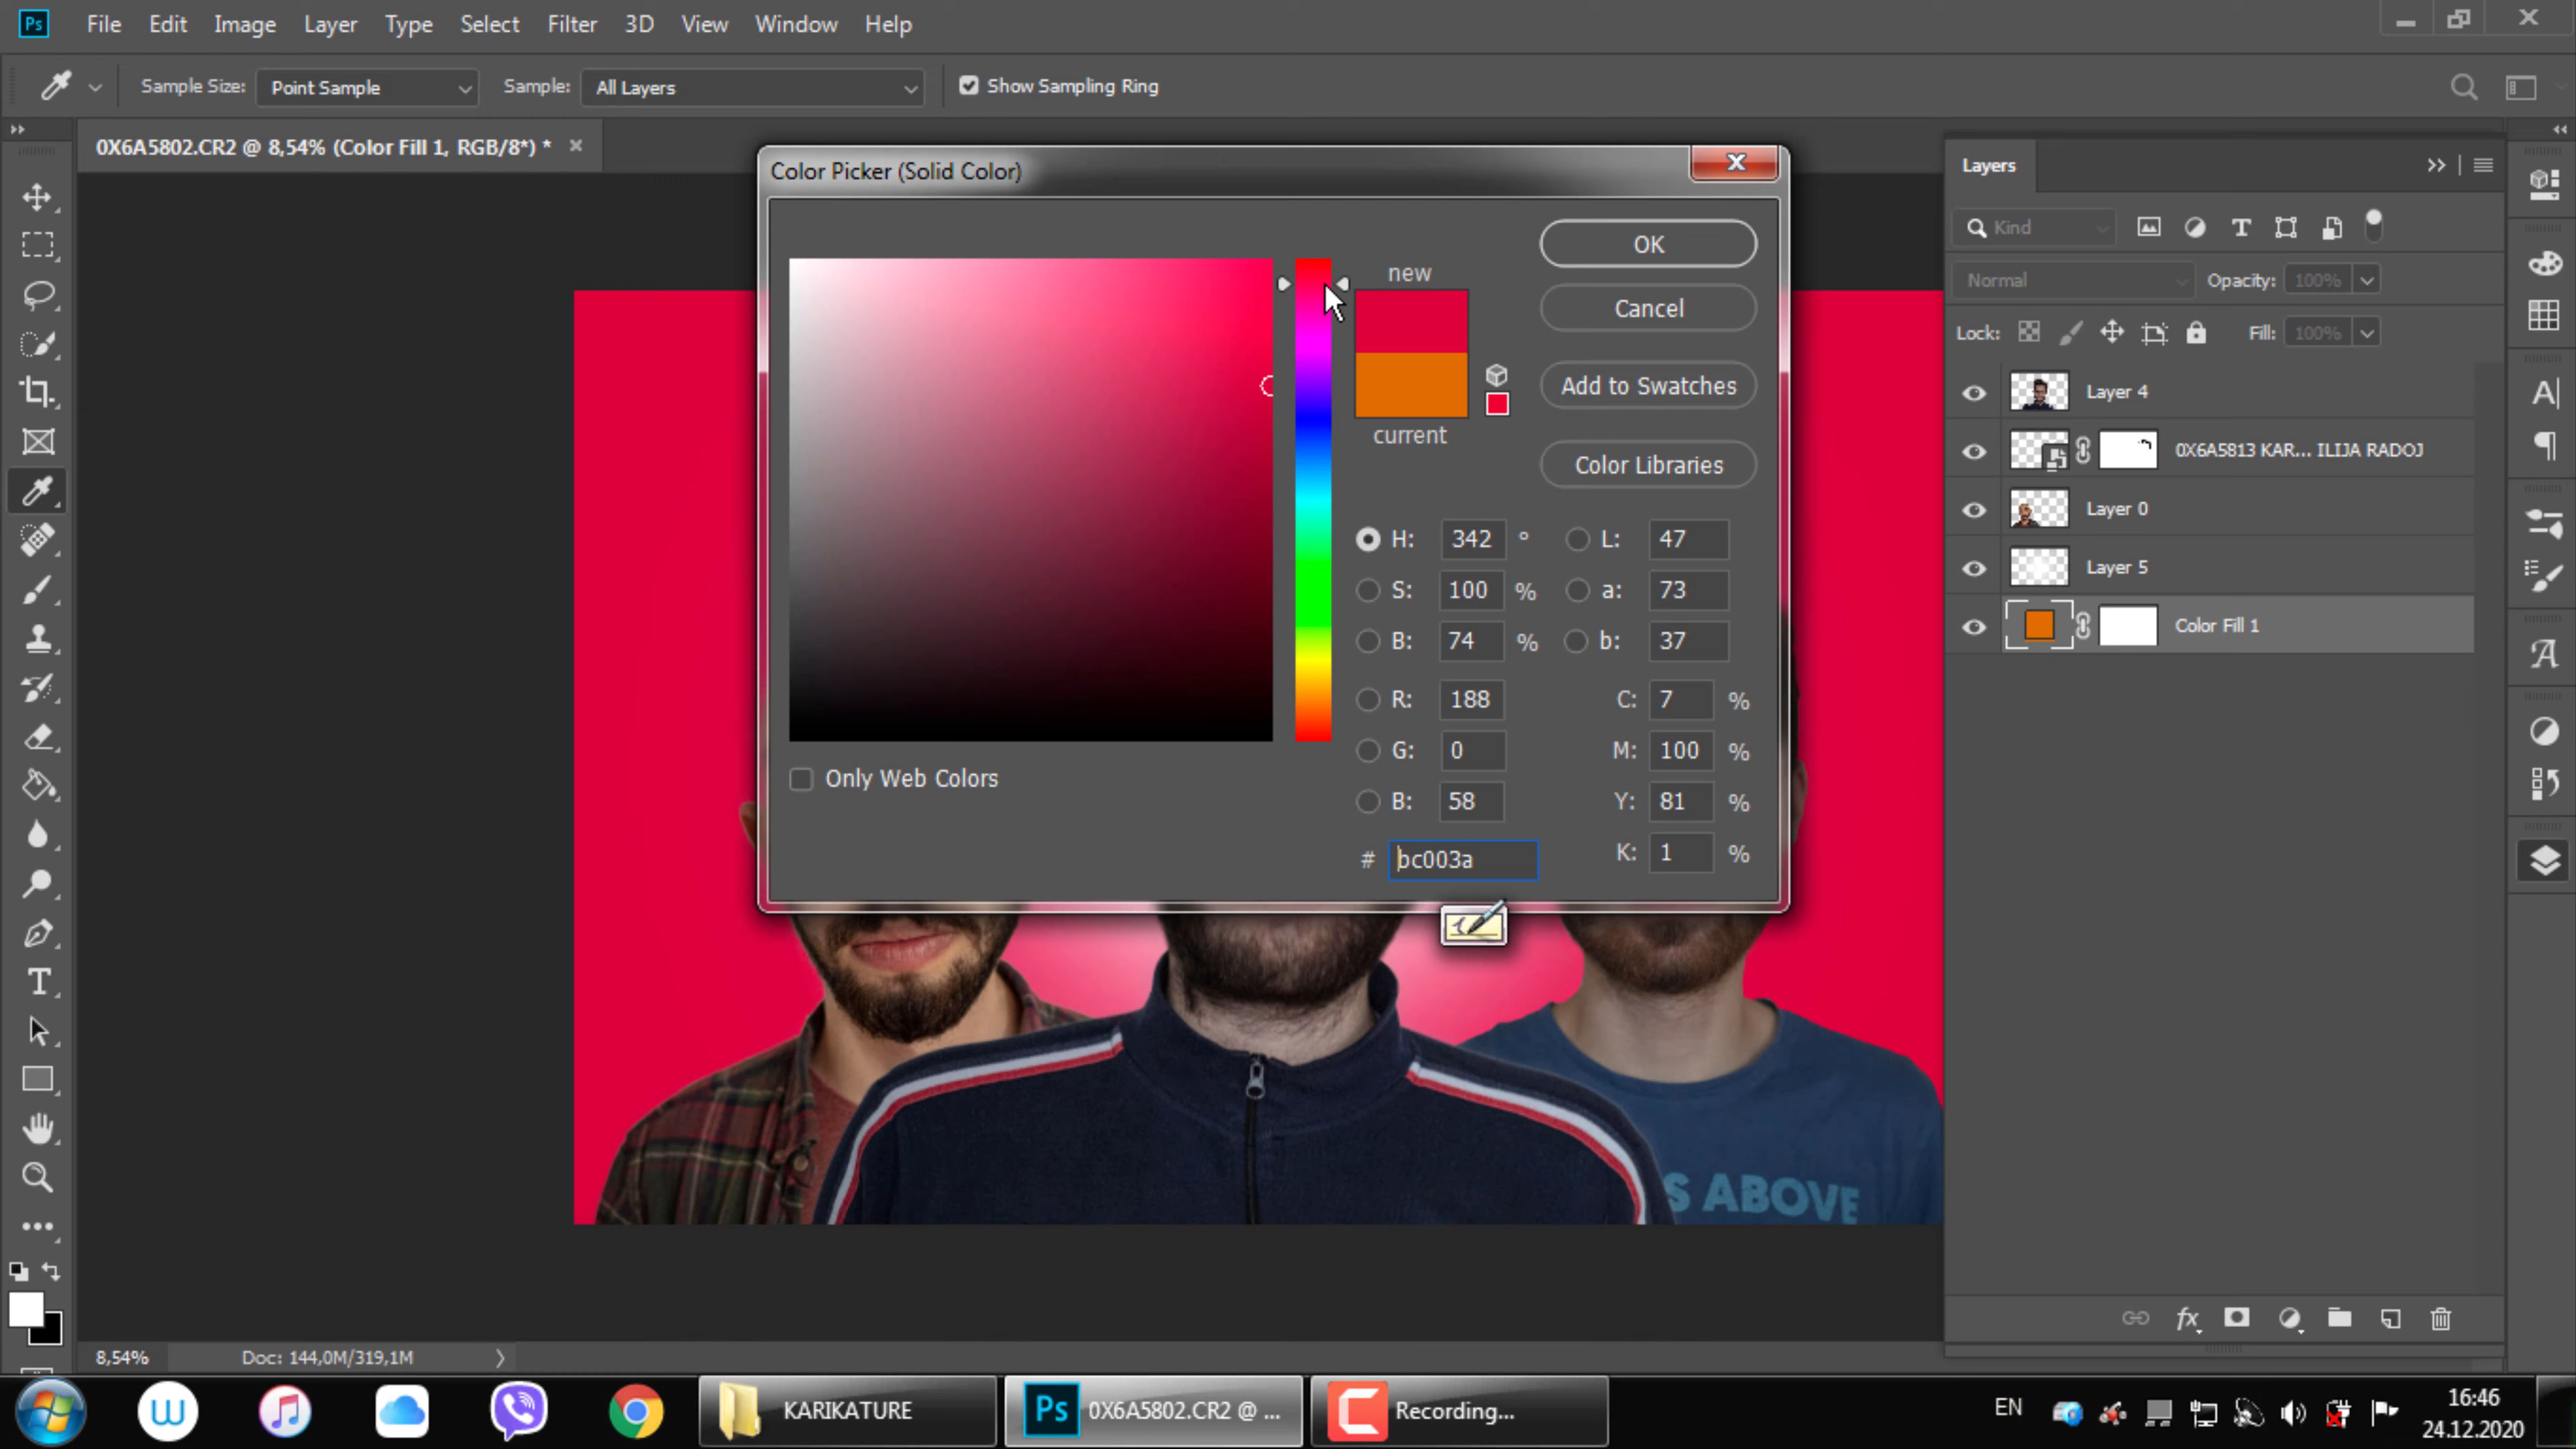 Ps File Edit Image Layer Type Select Filter 3D View Window Help
Sample Size: Point Sample Sample: All Layers Show Sampling Ring
0X6A5802.CR2 @ 8,54% (Color Fill 1, RGB/8*) *
Color Picker (Solid Color)
new
current
OK
Cancel
Add to Swatches
Color Libraries
H: 342 ° L: 47
S: 100 % a: 73
B: 74 % b: 37
R: 188 C: 7 %
G: 0 M: 100 %
B: 58 Y: 81 %
# bc003a K: 1 %
Only Web Colors
Layers
Kind
Normal Opacity: 100%
Lock: Fill: 100%
Layer 4
0X6A5813 KAR... ILIJA RADOJ
Layer 0
Layer 5
Color Fill 1
S ABOVE
8,54% Doc: 144,0M/319,1M
KARIKATURE
Ps 0X6A5802.CR2 @ ...
Recording...
EN
16:46
24.12.2020